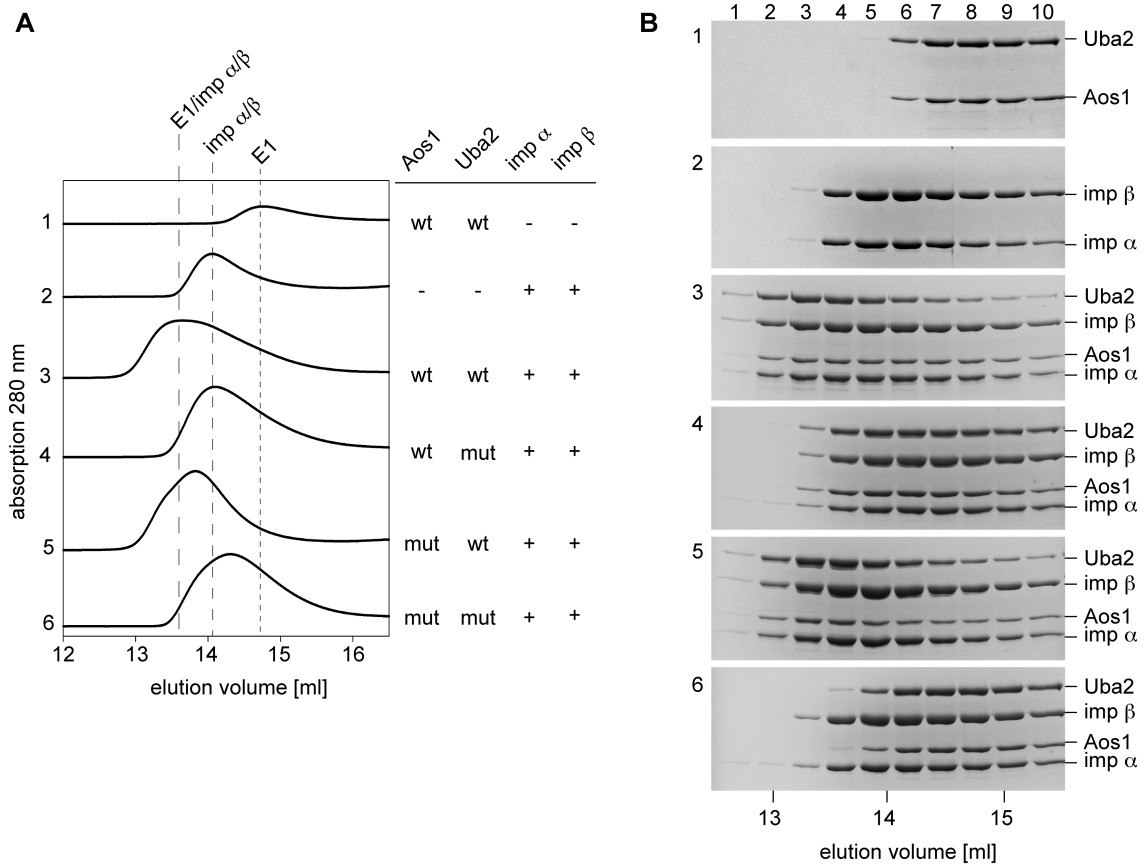 A
E1/imp α/β
imp α/β
E1
Aos1 Uba2 imp α imp β
1 wt wt - -
2 - - + +
3 wt wt + +
4 wt mut + +
5 mut wt + +
6 mut mut + +
absorption 280 nm
12 13 14 15 16
elution volume [ml]
B
1 2 3 4 5 6 7 8 9 10
1
Uba2
Aos1
2
imp β
imp α
3
Uba2
imp β
Aos1
imp α
4
Uba2
imp β
Aos1
imp α
5
Uba2
imp β
Aos1
imp α
6
Uba2
imp β
Aos1
imp α
13 14 15
elution volume [ml]